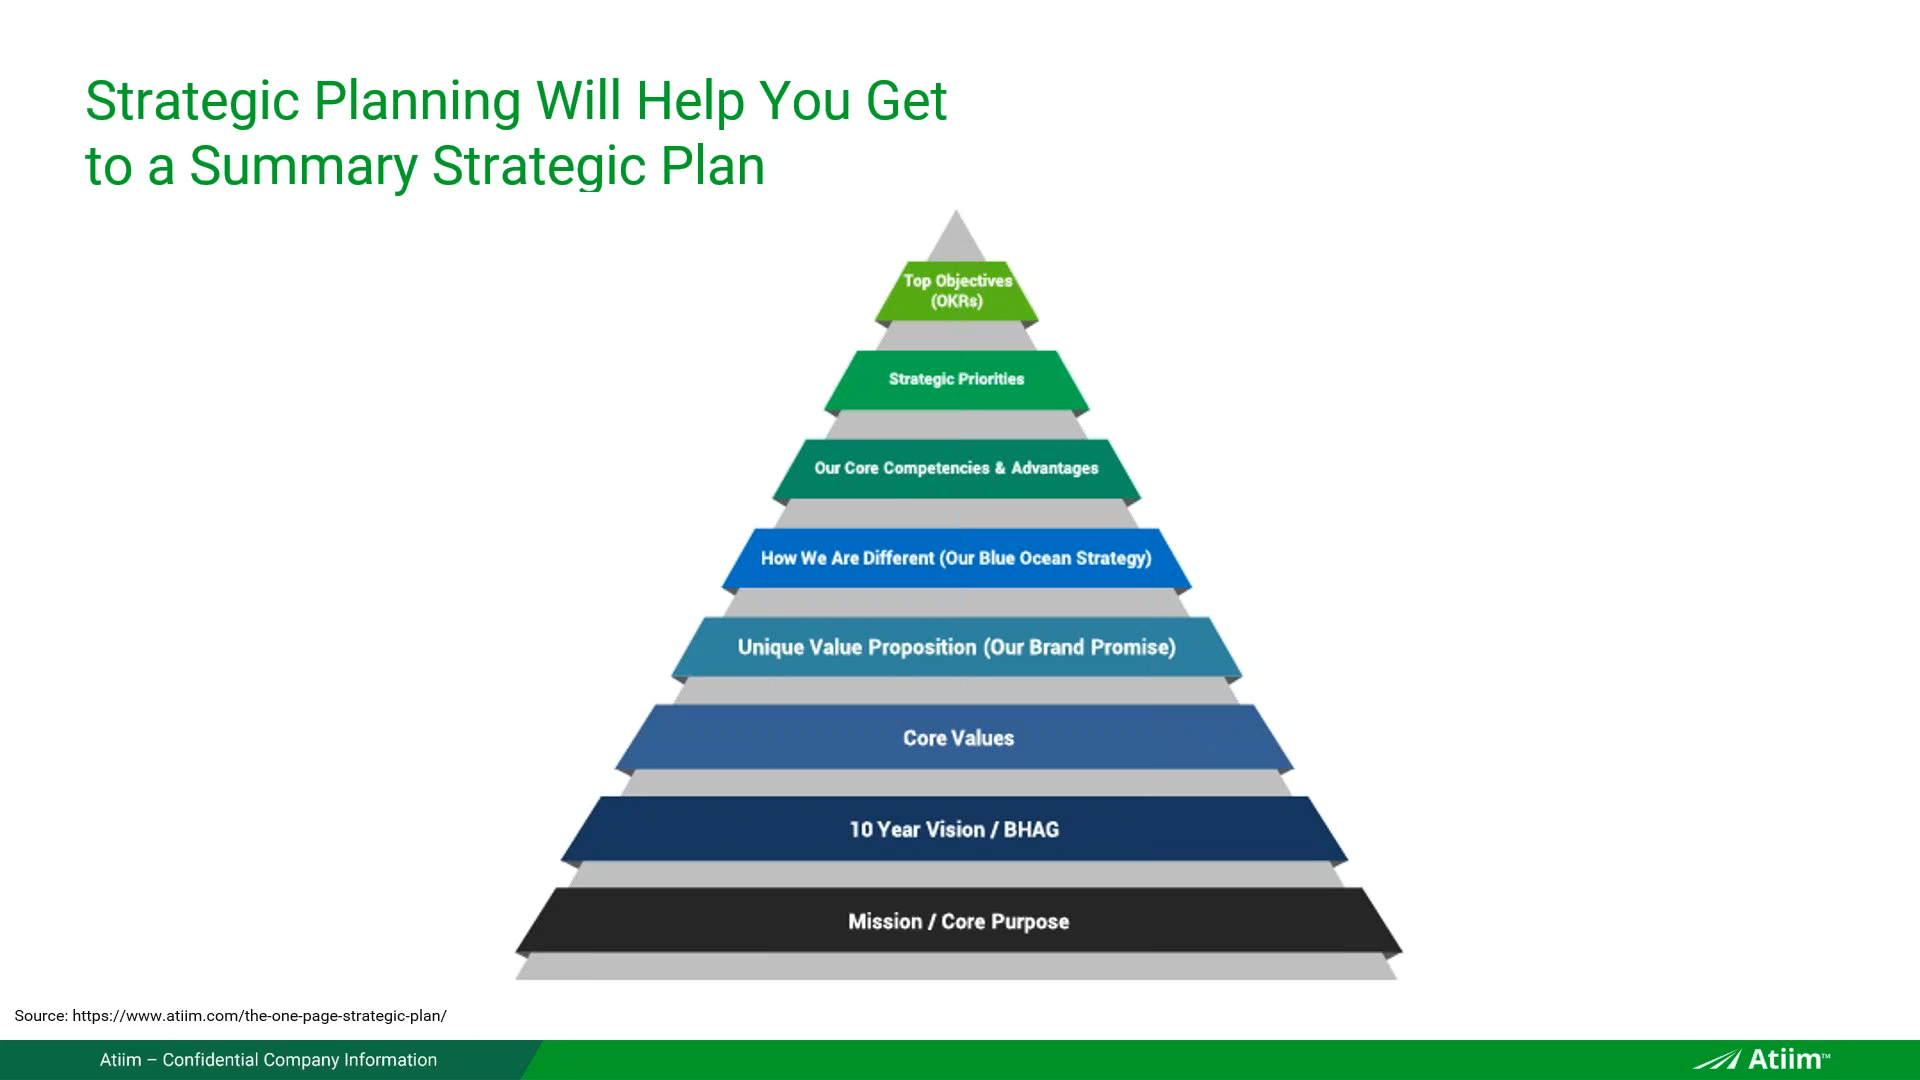 Strategic Planning Will Help You Get
to a Summary Strategic Plan
Top Objectives
(OKRs)
Strategic Priorities
Our Core Competencies & Advantages
How We Are Different (Our Blue Ocean Strategy)
Unique Value Proposition (Our Brand Promise)
Core Values
10 Year Vision / BHAG
Mission / Core Purpose
Source: https://www.atiim.com/the-one-page-strategic-plan/
Atiim – Confidential Company Information
Atiim™